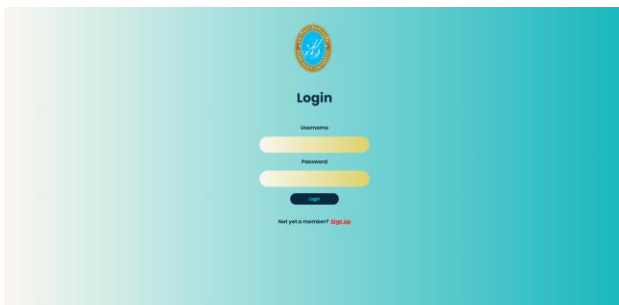 Login
Username
Password
Login
Not yet a member? Sign Up